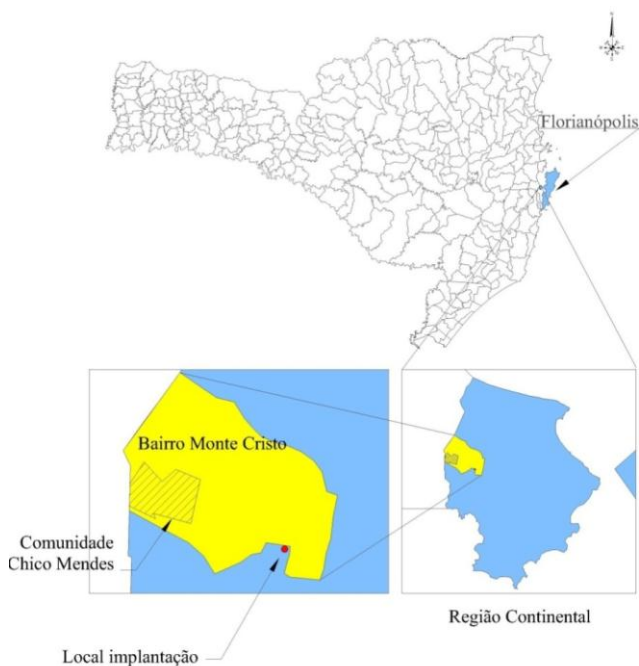 Florianópolis
Bairro Monte Cristo
Comunidade
Chico Mendes
Região Continental
Local implantação